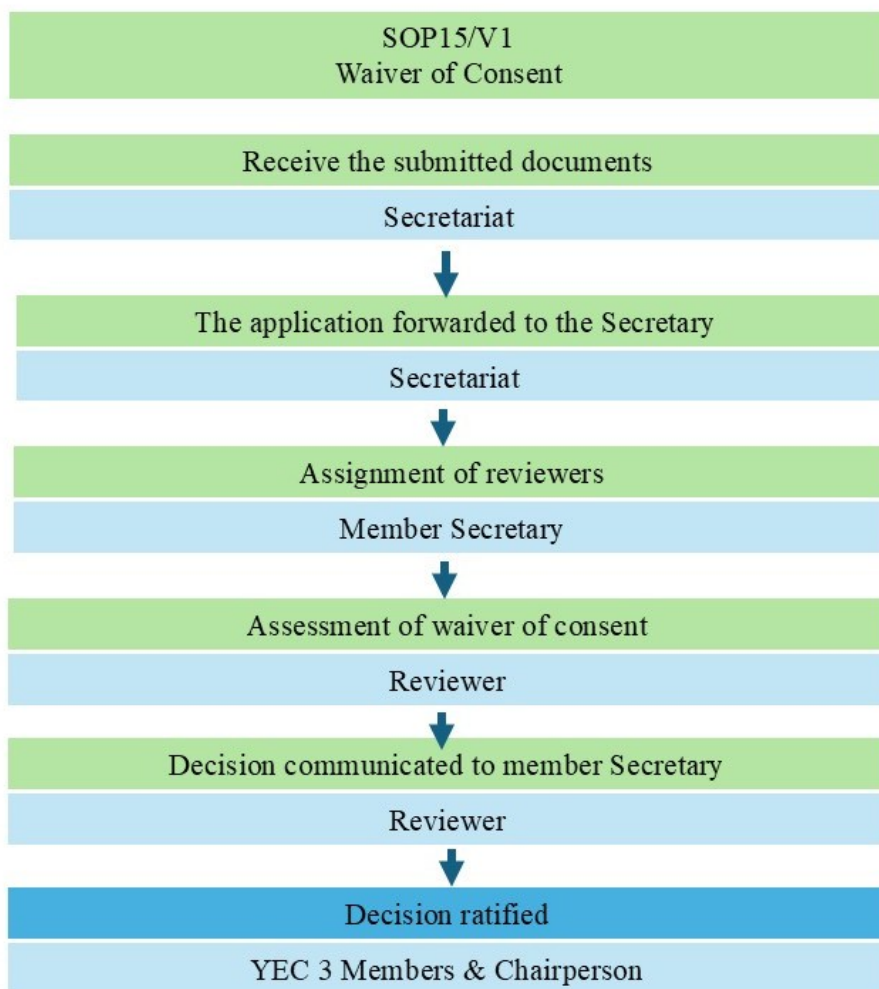 SOP15/V1
Waiver of Consent
Receive the submitted documents
Secretariat
The application forwarded to the Secretary
Secretariat
Assignment of reviewers
Member Secretary
Assessment of waiver of consent
Reviewer
Decision communicated to member Secretary
Reviewer
Decision ratified
YEC 3 Members & Chairperson